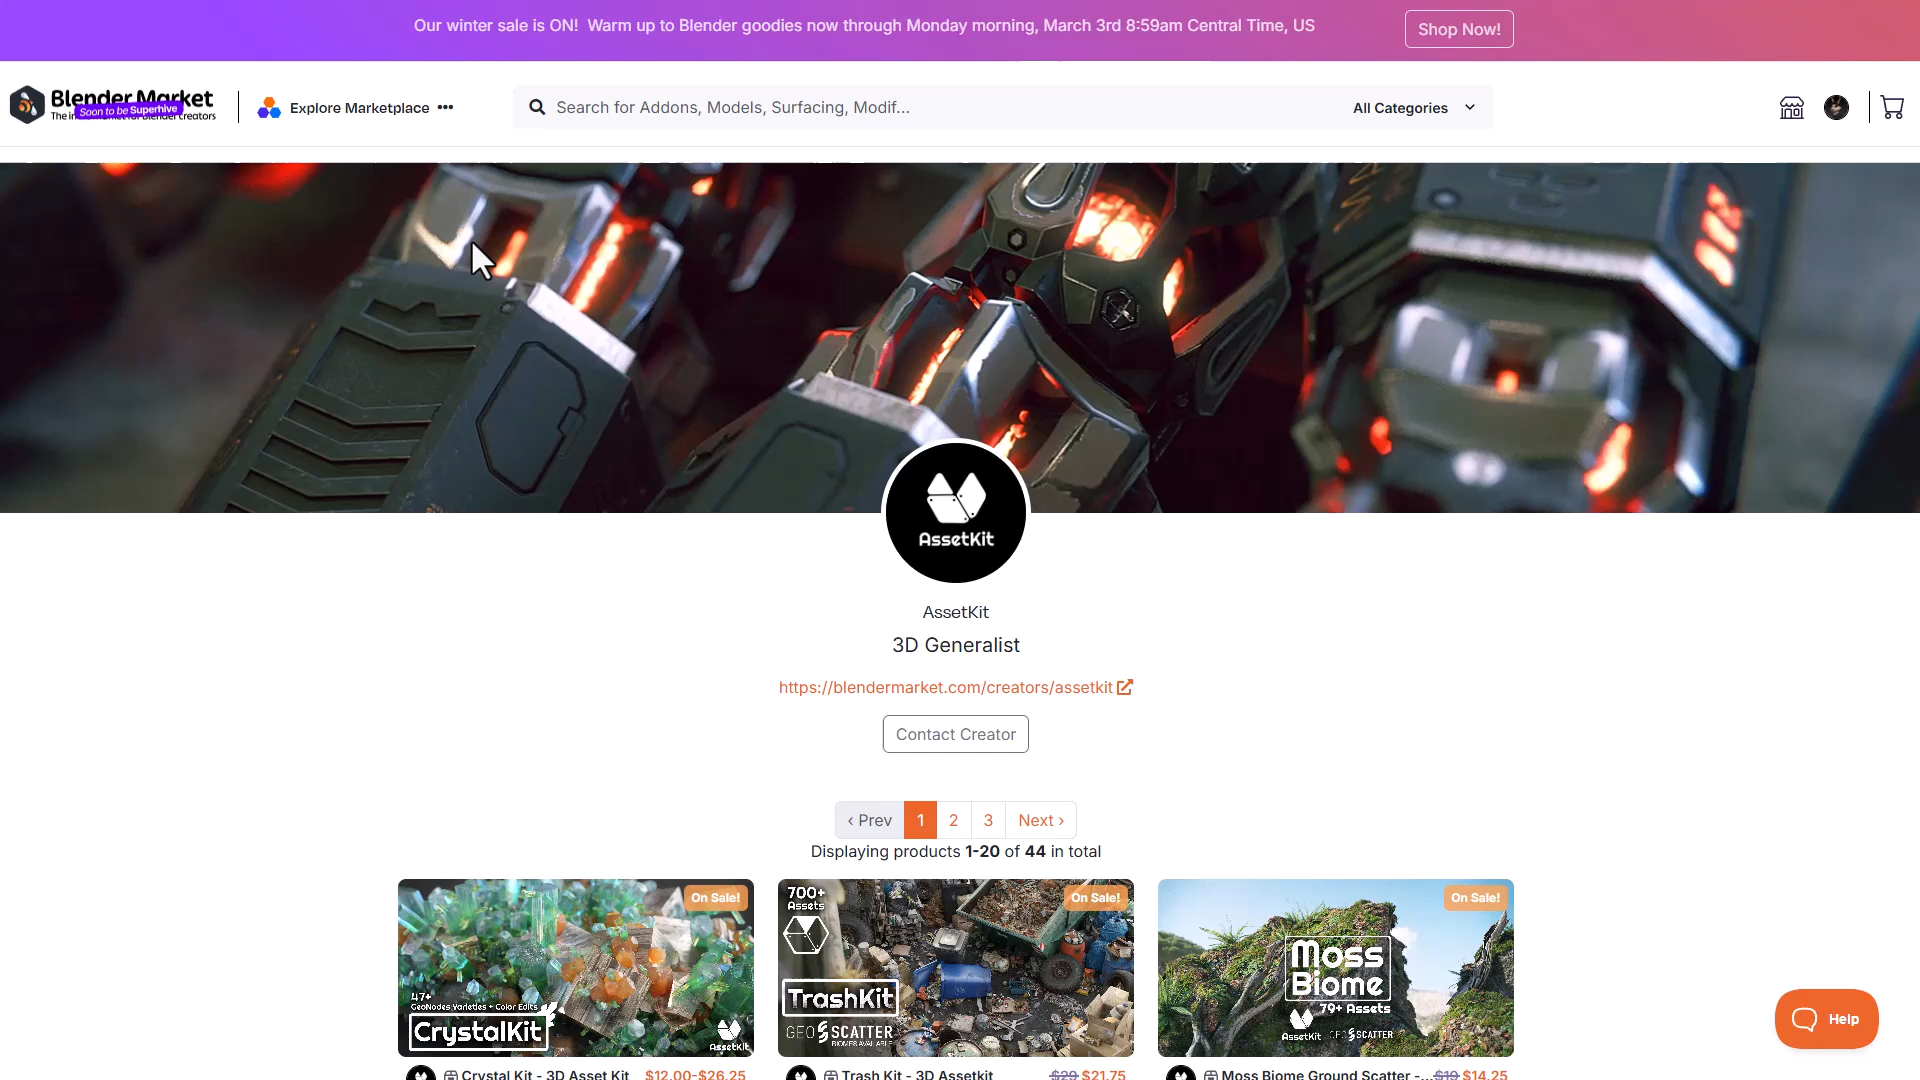 Our winter sale is ON!  Warm up to Blender goodies now through Monday morning, March 3rd 8:59am Central Time, US
Shop Now!
Blender Market
Soon to be Superhive
Explore Marketplace •••
Search for Addons, Models, Surfacing, Modif...
All Categories
AssetKit
AssetKit
3D Generalist
https://blendermarket.com/creators/assetkit
Contact Creator
‹ Prev 1 2 3 Next ›
Displaying products 1-20 of 44 in total
On Sale!
47+
GeoNodes Varieties + Color Edits
CrystalKit
AssetKit
700+
Assets
On Sale!
TrashKit
GEO SCATTER
BIOMES AVAILABLE
On Sale!
Moss
Biome
79+ Assets
AssetKit
GEO SCATTER
Crystal Kit - 3D Asset Kit $12.00-$26.25
Trash Kit - 3D Assetkit $29 $21.75
Moss Biome Ground Scatter -... $19 $14.25
Help